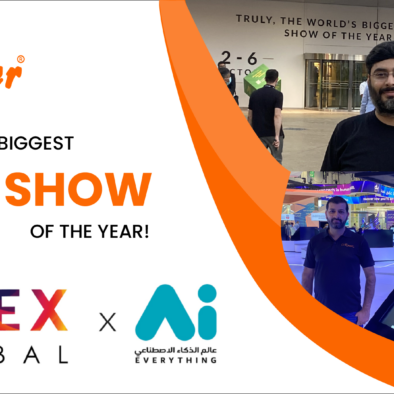 BIGGEST
SHOW
OF THE YEAR!
EX
BAL
x
Ai
عالم الذكاء الاصطناعي
EVERYTHING
TRULY, THE WORLD'S BIGGE
SHOW OF THE YEAR
2-6